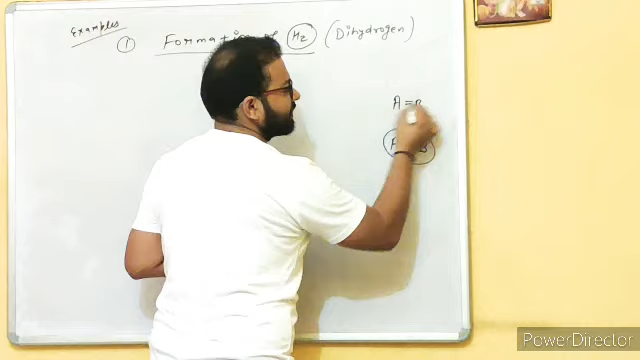 Examples
① Formation of H2 (Dihydrogen)
A =
PowerDirector